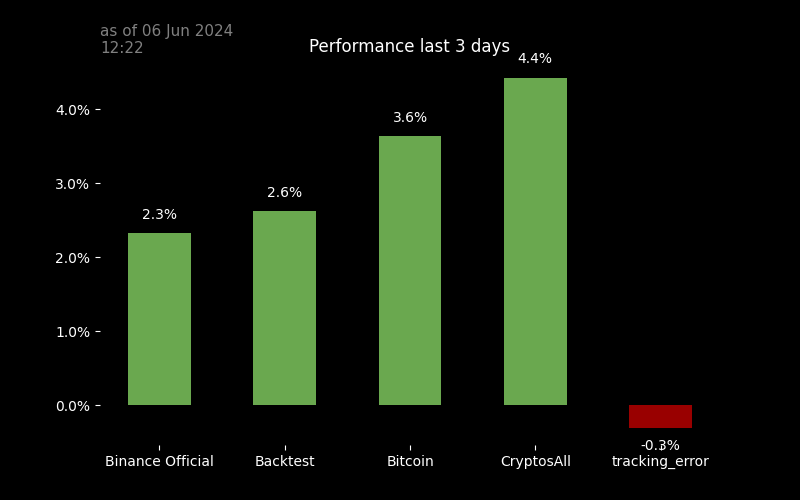 as of 06 Jun 2024
12:22
Performance last 3 days
4.4%
4.0%
3.6%
3.0%
2.6%
2.3%
2.0%
1.0%
0.0%
-0.3%
Binance Official
Backtest
Bitcoin
CryptosAll
tracking_error